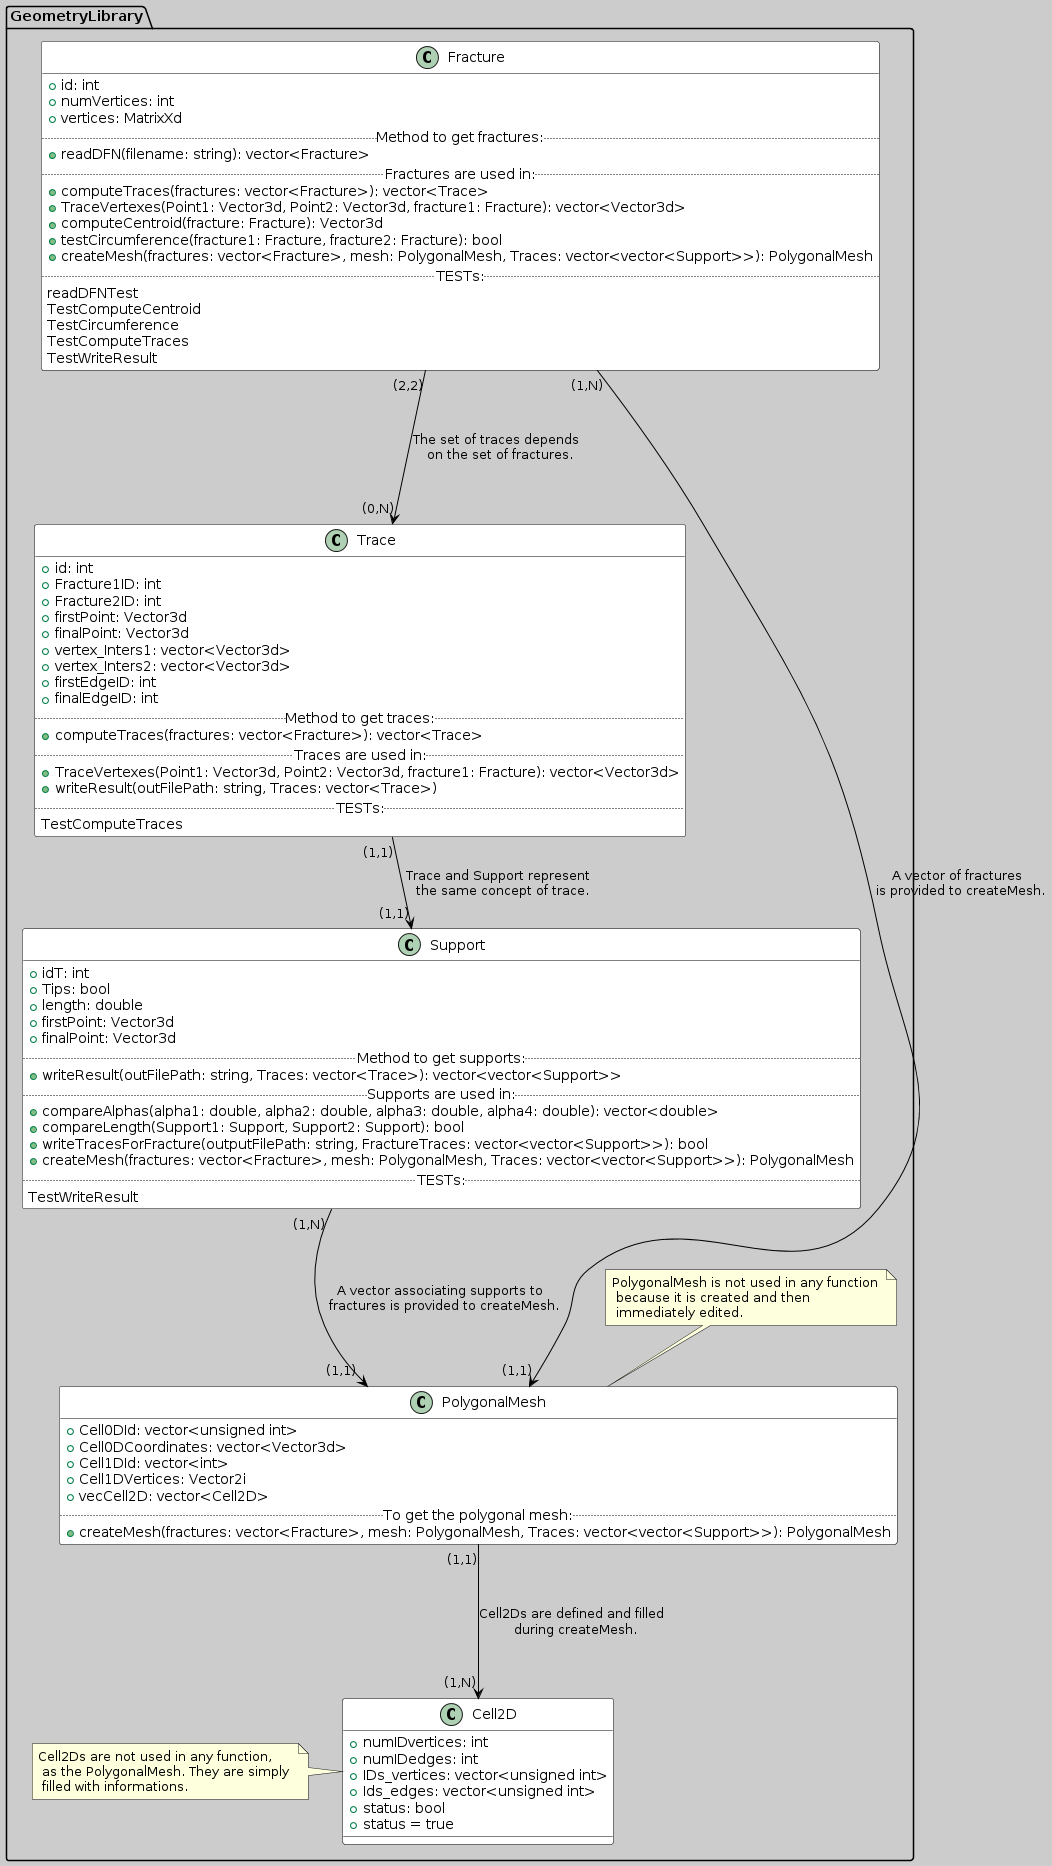 GeometryLibrary
C Fracture
id: int
numVertices: int
vertices: MatrixXd
Method to get fractures:
readDFN(filename: string): vector<Fracture>
Fractures are used in:
computeTraces(fractures: vector<Fracture>): vector<Trace>
TraceVertexes(Point1: Vector3d, Point2: Vector3d, fracture1: Fracture): vector<Vector3d>
computeCentroid(fracture: Fracture): Vector3d
testCircumference(fracture1: Fracture, fracture2: Fracture): bool
createMesh(fractures: vector<Fracture>, mesh: PolygonalMesh, Traces: vector<vector<Support>>): PolygonalMesh
TESTs:
readDFNTest
TestComputeCentroid
TestCircumference
TestComputeTraces
TestWriteResult
(2,2)
(1,N)
The set of traces depends
on the set of fractures.
(0,N)
C Trace
id: int
Fracture1ID: int
Fracture2ID: int
firstPoint: Vector3d
finalPoint: Vector3d
vertex_Inters1: vector<Vector3d>
vertex_Inters2: vector<Vector3d>
firstEdgeID: int
finalEdgeID: int
Method to get traces:
computeTraces(fractures: vector<Fracture>): vector<Trace>
Traces are used in:
TraceVertexes(Point1: Vector3d, Point2: Vector3d, fracture1: Fracture): vector<Vector3d>
writeResult(outFilePath: string, Traces: vector<Trace>)
TESTs:
TestComputeTraces
(1,1)
Trace and Support represent
the same concept of trace.
A vector of fractures
is provided to createMesh.
(1,1)
C Support
idT: int
Tips: bool
length: double
firstPoint: Vector3d
finalPoint: Vector3d
Method to get supports:
writeResult(outFilePath: string, Traces: vector<Trace>): vector<vector<Support>>
Supports are used in:
compareAlphas(alpha1: double, alpha2: double, alpha3: double, alpha4: double): vector<double>
compareLength(Support1: Support, Support2: Support): bool
writeTracesForFracture(outputFilePath: string, FractureTraces: vector<vector<Support>>): bool
createMesh(fractures: vector<Fracture>, mesh: PolygonalMesh, Traces: vector<vector<Support>>): PolygonalMesh
TESTs:
TestWriteResult
(1,N)
A vector associating supports to
fractures is provided to createMesh.
PolygonalMesh is not used in any function
because it is created and then
immediately edited.
(1,1)
(1,1)
C PolygonalMesh
Cell0DId: vector<unsigned int>
Cell0DCoordinates: vector<Vector3d>
Cell1DId: vector<int>
Cell1DVertices: Vector2i
vecCell2D: vector<Cell2D>
To get the polygonal mesh:
createMesh(fractures: vector<Fracture>, mesh: PolygonalMesh, Traces: vector<vector<Support>>): PolygonalMesh
(1,1)
Cell2Ds are defined and filled
during createMesh.
(1,N)
C Cell2D
numIDvertices: int
numIDedges: int
IDs_vertices: vector<unsigned int>
Ids_edges: vector<unsigned int>
status: bool
status = true
Cell2Ds are not used in any function,
as the PolygonalMesh. They are simply
filled with informations.